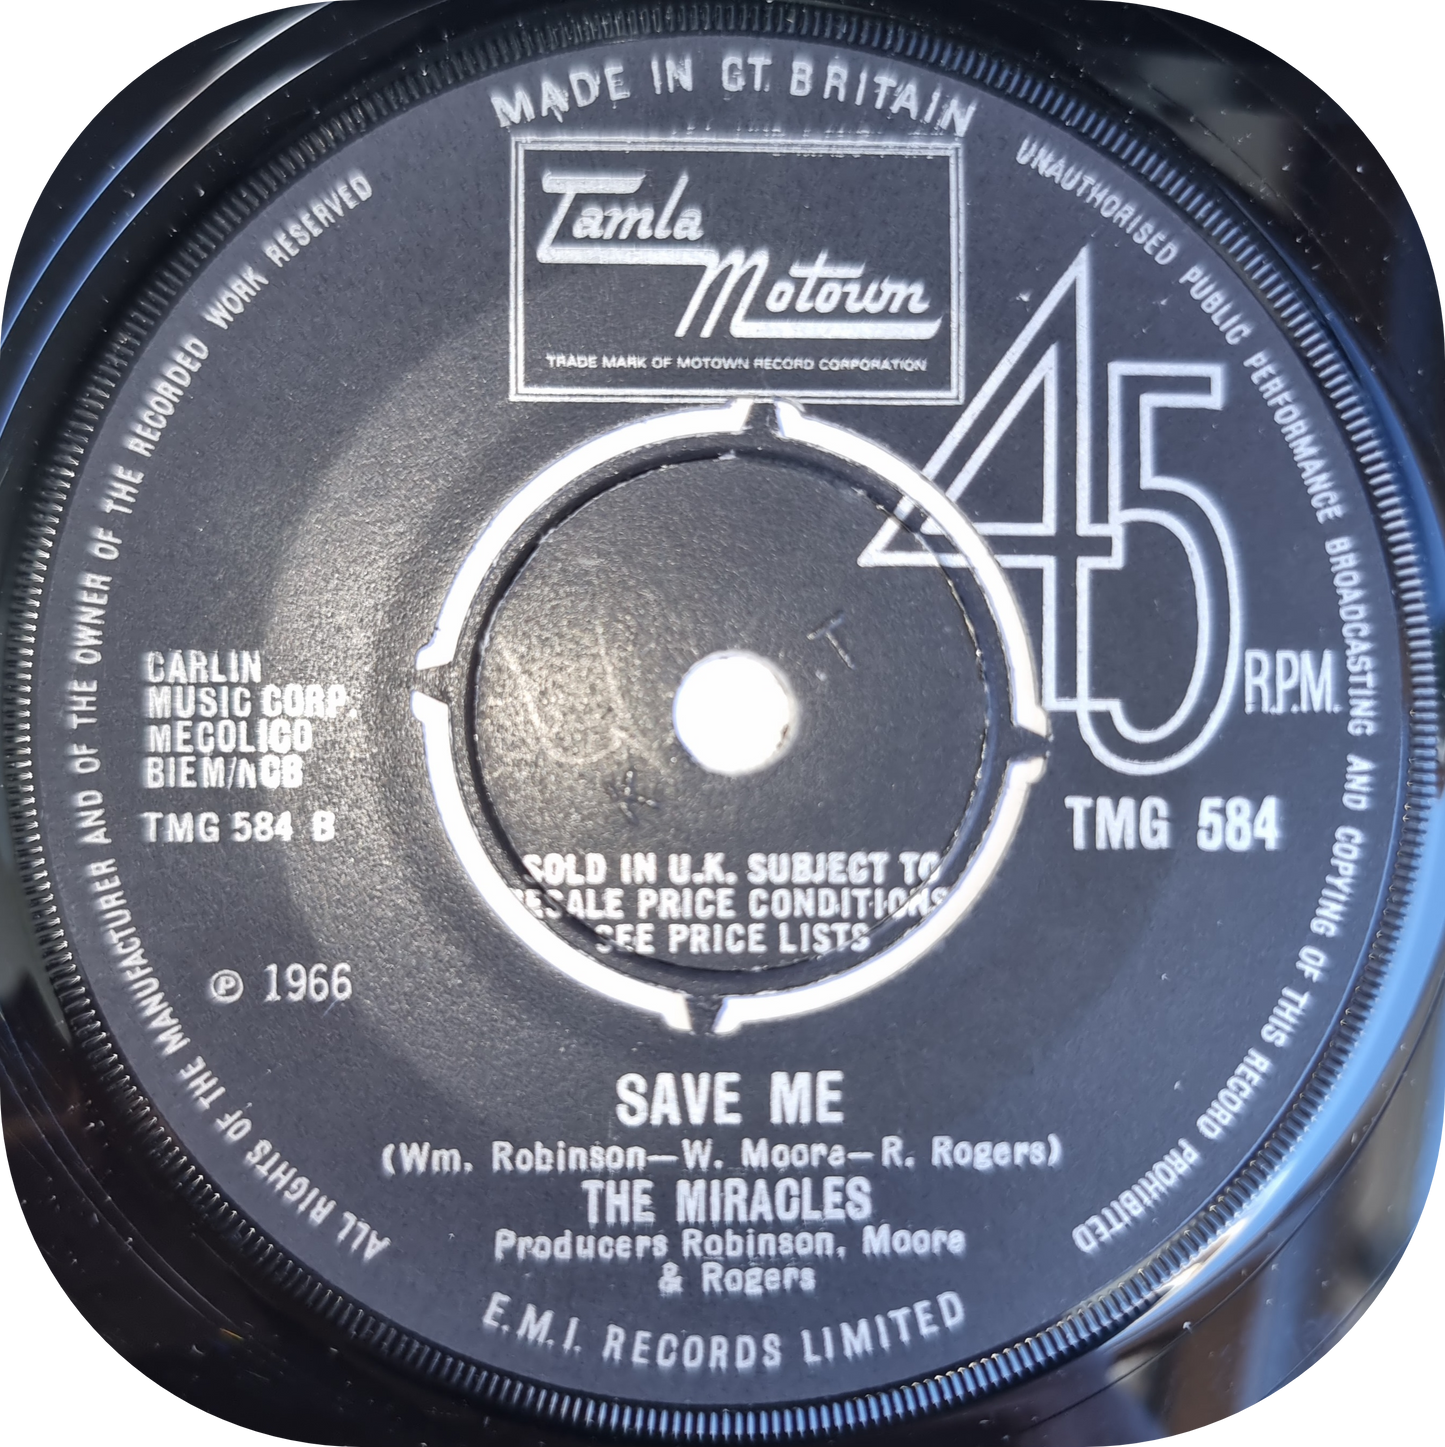 MADE IN GT. BRITAIN
Tamla
Motown
TRADE MARK OF MOTOWN RECORD CORPORATION
ALL RIGHTS OF THE MANUFACTURER AND OF THE OWNER OF THE RECORDED WORK RESERVED
UNAUTHORISED PUBLIC PERFORMANCE BROADCASTING AND COPYING OF THIS RECORD PROHIBITED
45
R.P.M.
CARLIN
MUSIC CORP.
MECOLICO
BIEM/NCB
TMG 584 B
TMG 584
T
K
SOLD IN U.K. SUBJECT TO
RESALE PRICE CONDITIONS
SEE PRICE LISTS
℗ 1966
SAVE ME
(Wm. Robinson—W. Moora—R. Rogers)
THE MIRACLES
Producers Robinson, Moore
& Rogers
E.M.I. RECORDS LIMITED